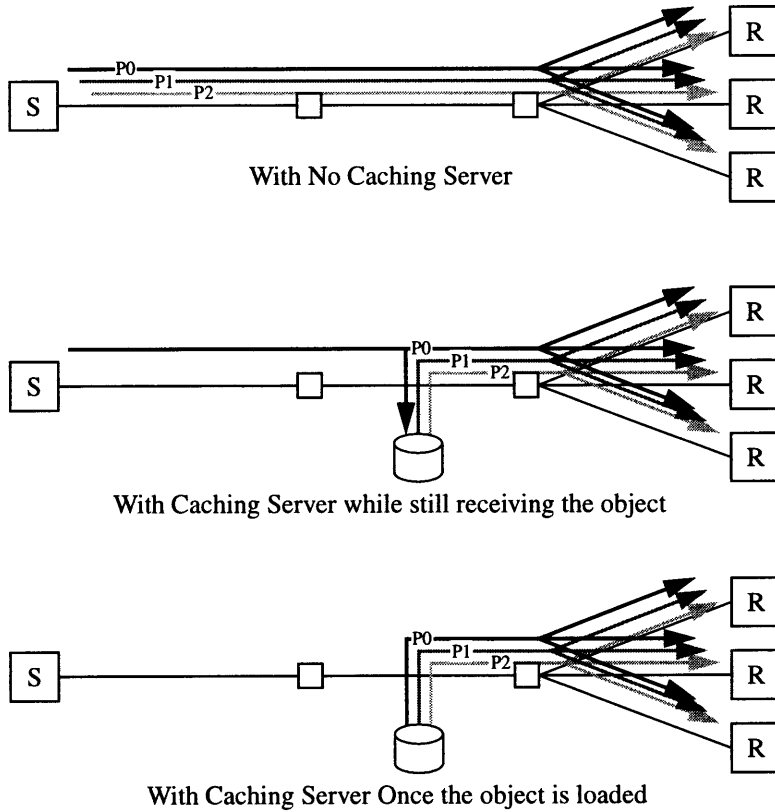 R
P0
P1
P2
S
R
With No Caching Server
R
R
P0
P1
P2
S
R
R
With Caching Server while still receiving the object
R
P0
P1
P2
S
R
R
With Caching Server Once the object is loaded